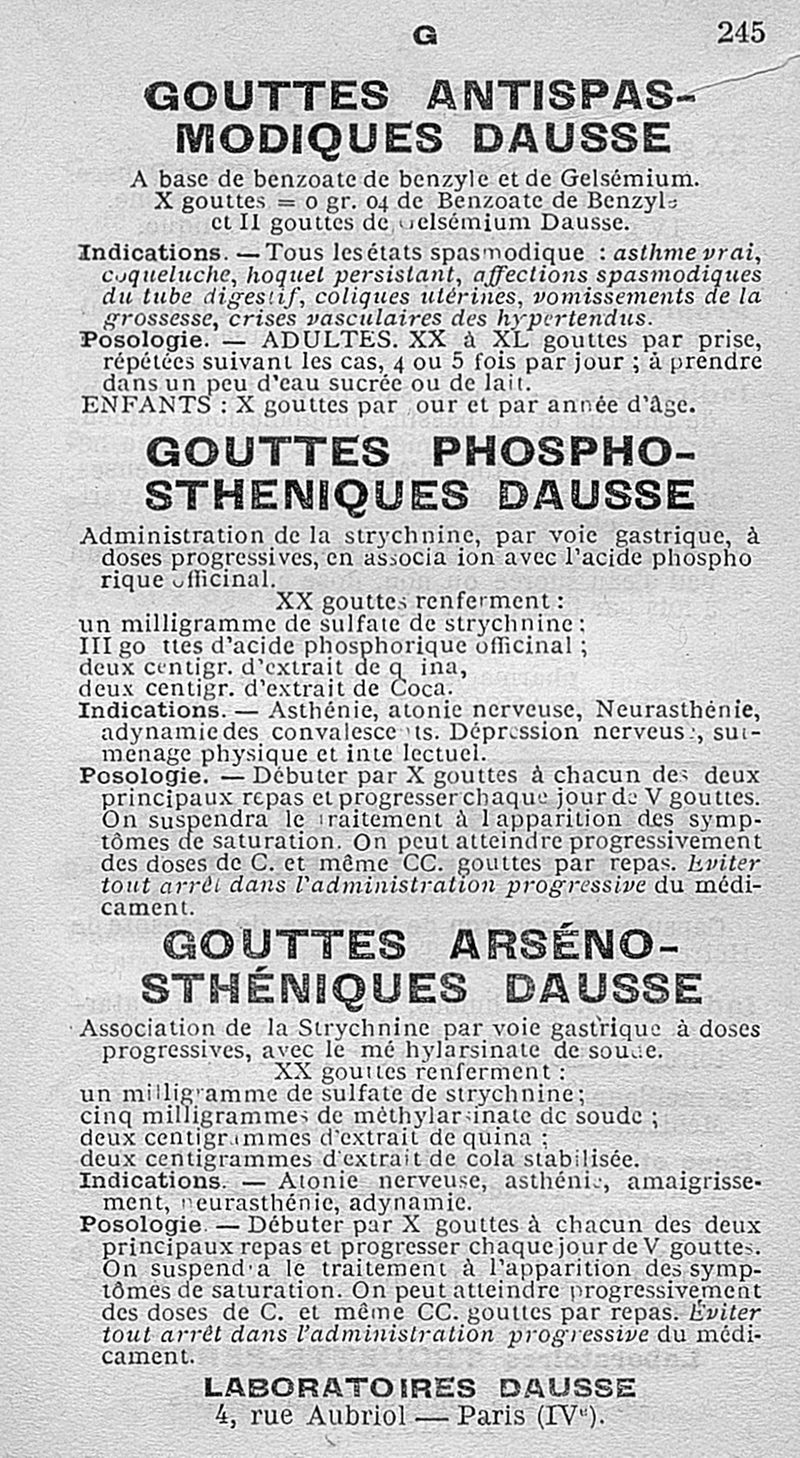 G 245
GOUTTES ANTISPAS-
MODIQUES DAUSSE
A base de benzoate de benzyle et de Gelsémium.
X gouttes = 0 gr. 04 de Benzoate de Benzyle
et II gouttes de Gelsémium Dausse.
Indications. — Tous les états spasmodique : asthme vrai,
coqueluche, hoquet persistant, affections spasmodiques
du tube digestif, coliques utérines, vomissements de la
grossesse, crises vasculaires des hypertendus.
Posologie. — ADULTES. XX à XL gouttes par prise,
répétées suivant les cas, 4 ou 5 fois par jour ; à prendre
dans un peu d'eau sucrée ou de lait.
ENFANTS : X gouttes par jour et par année d'âge.
GOUTTES PHOSPHO-
STHENIQUES DAUSSE
Administration de la strychnine, par voie gastrique, à
doses progressives, en associa ion avec l'acide phospho
rique officinal.
XX gouttes renferment :
un milligramme de sulfate de strychnine ;
III go ttes d'acide phosphorique officinal ;
deux centigr. d'extrait de q ina,
deux centigr. d'extrait de Coca.
Indications. — Asthénie, atonie nerveuse, Neurasthénie,
adynamie des convalescents. Dépression nerveuse, sur-
menage physique et inte lectuel.
Posologie. — Débuter par X gouttes à chacun des deux
principaux repas et progresser chaque jour de V gouttes.
On suspendra le traitement à l apparition des symp-
tômes de saturation. On peut atteindre progressivement
des doses de C. et même CC. gouttes par repas. Eviter
tout arrêt dans l'administration progressive du médi-
cament.
GOUTTES ARSÉNO-
STHÉNIQUES DAUSSE
Association de la Strychnine par voie gastrique à doses
progressives, avec le mé hylarsinate de soude.
XX gouttes renferment :
un milligramme de sulfate de strychnine ;
cinq milligrammes de méthylarsinate de soude ;
deux centigrammes d'extrait de quina ;
deux centigrammes d'extrait de cola stabilisée.
Indications. — Atonie nerveuse, asthénie, amaigrisse-
ment, neurasthénie, adynamie.
Posologie. — Débuter par X gouttes à chacun des deux
principaux repas et progresser chaque jour de V gouttes.
On suspendra le traitement à l'apparition des symp-
tômes de saturation. On peut atteindre progressivement
des doses de C. et même CC. gouttes par repas. Éviter
tout arrêt dans l'administration progressive du médi-
cament.
LABORATOIRES DAUSSE
4, rue Aubriol — Paris (IVe).